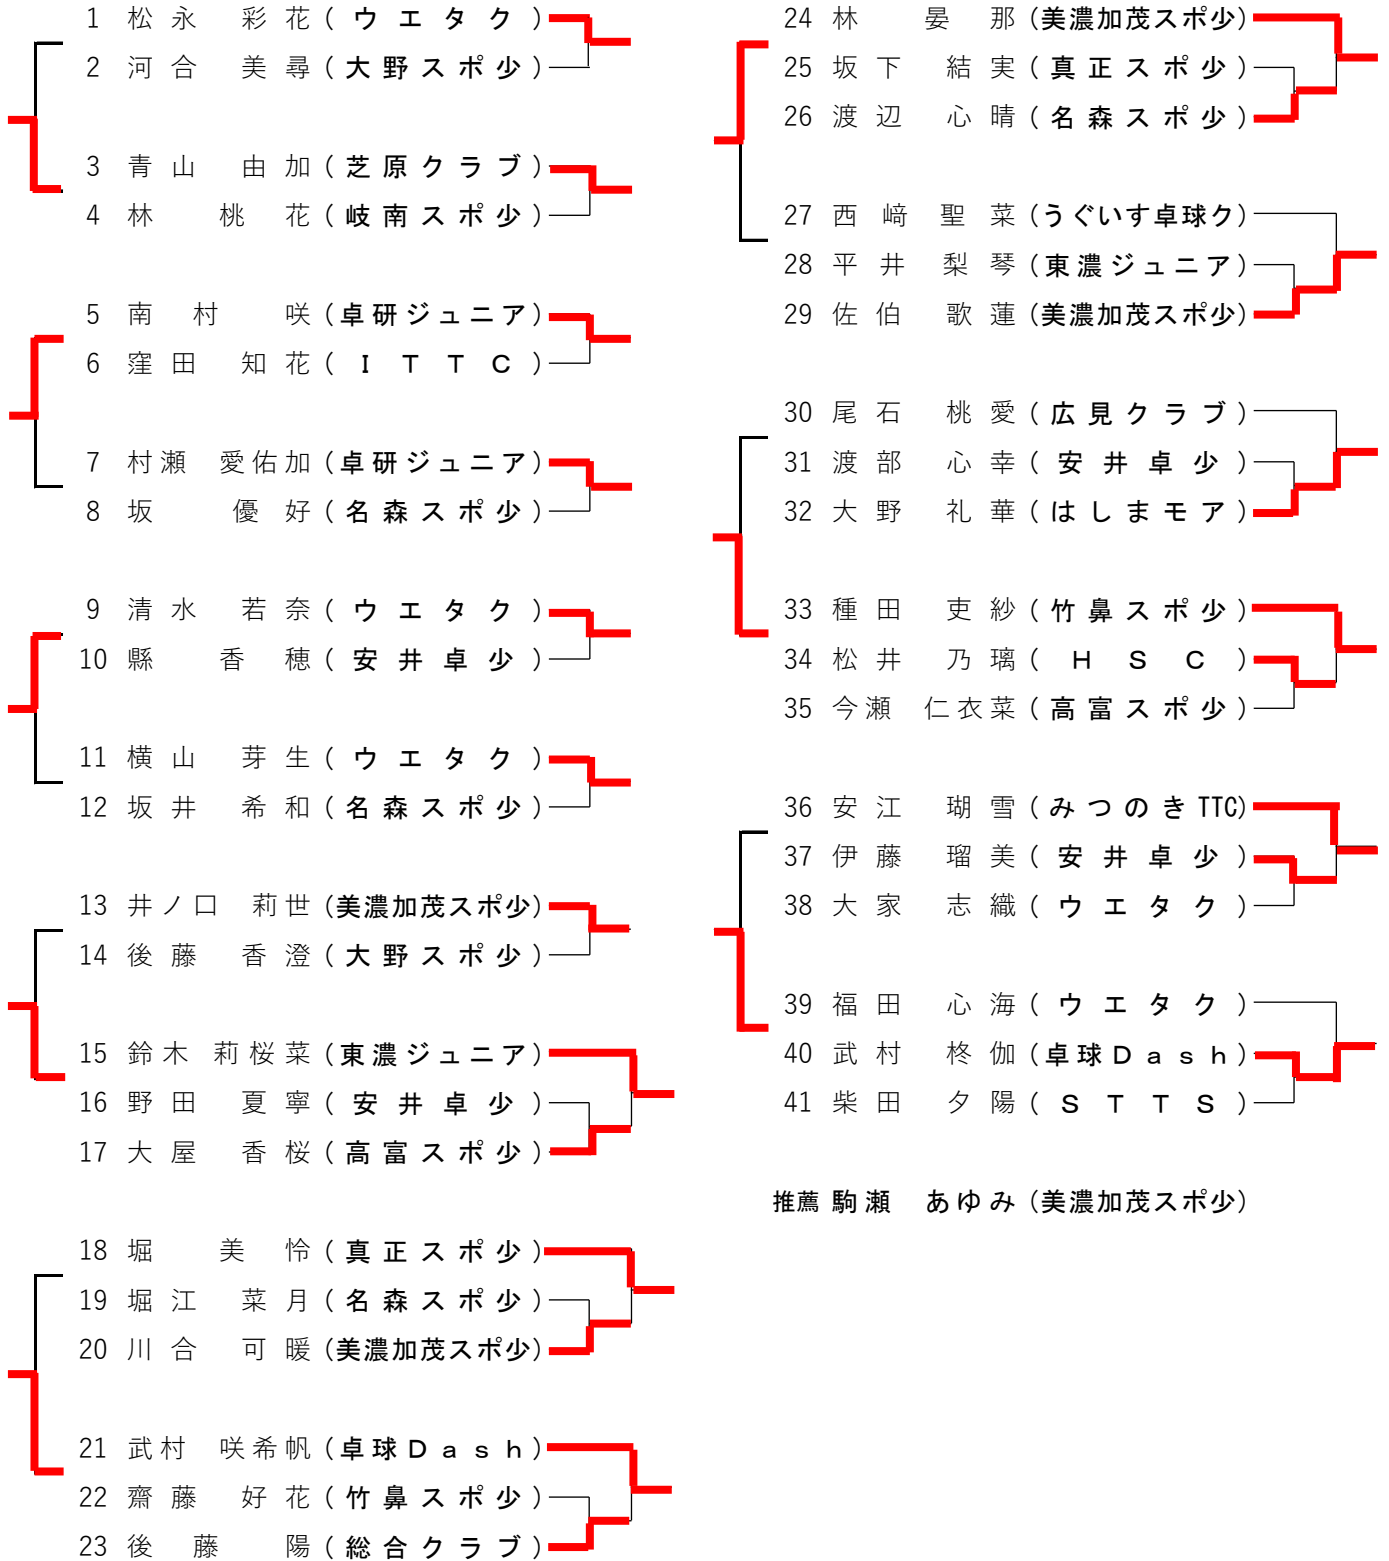 1 松永 彩花 (ウエタク)
2 河合 美尋 (大野スポ少)
3 青山 由加 (芝原クラブ)
4 林 桃花 (岐南スポ少)
5 南村 咲 (卓研ジュニア)
6 窪田 知花 (ITTC)
7 村瀬 愛佑加 (卓研ジュニア)
8 坂 優好 (名森スポ少)
9 清水 若奈 (ウエタク)
10 縣 香穂 (安井卓少)
11 横山 芽生 (ウエタク)
12 坂井 希和 (名森スポ少)
13 井ノ口 莉世 (美濃加茂スポ少)
14 後藤 香澄 (大野スポ少)
15 鈴木 莉桜菜 (東濃ジュニア)
16 野田 夏寧 (安井卓少)
17 大屋 香桜 (高富スポ少)
18 堀 美怜 (真正スポ少)
19 堀江 菜月 (名森スポ少)
20 川合 可暖 (美濃加茂スポ少)
21 武村 咲希帆 (卓球Dash)
22 齋藤 好花 (竹鼻スポ少)
23 後藤 陽 (総合クラブ)
24 林 晏那 (美濃加茂スポ少)
25 坂下 結実 (真正スポ少)
26 渡辺 心晴 (名森スポ少)
27 西﨑 聖菜 (うぐいす卓球ク)
28 平井 梨琴 (東濃ジュニア)
29 佐伯 歌蓮 (美濃加茂スポ少)
30 尾石 桃愛 (広見クラブ)
31 渡部 心幸 (安井卓少)
32 大野 礼華 (はしまモア)
33 種田 吏紗 (竹鼻スポ少)
34 松井 乃璃 (HSC)
35 今瀬 仁衣菜 (高富スポ少)
36 安江 瑚雪 (みつのきTTC)
37 伊藤 瑠美 (安井卓少)
38 大家 志織 (ウエタク)
39 福田 心海 (ウエタク)
40 武村 柊伽 (卓球Dash)
41 柴田 夕陽 (STTS)
推薦 駒瀬 あゆみ (美濃加茂スポ少)